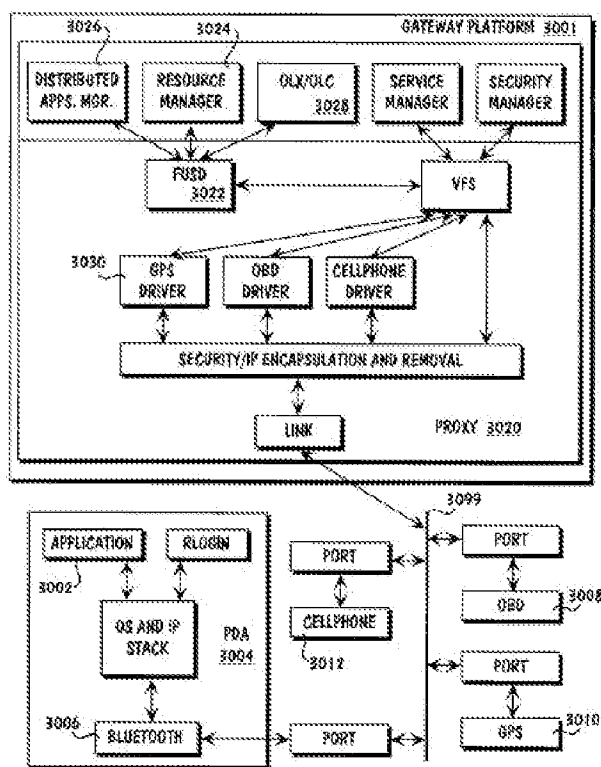 GATEWAY PLATFORM 3001
3026
3024
DISTRIBUTED
APPS. MGR.
RESOURCE
MANAGER
OLX/OLC
3028
SERVICE
MANAGER
SECURITY
MANAGER
FUSD
3022
VFS
3030
GPS
DRIVER
OBD
DRIVER
CELLPHONE
DRIVER
SECURITY/IP ENCAPSULATION AND REMOVAL
LINK
PROXY 3020
3099
APPLICATION
RLOGIN
3002
OS AND IP
STACK
PDA
3004
3006
BLUETOOTH
PORT
CELLPHONE
3012
PORT
PORT
OBD
3008
PORT
GPS
3010